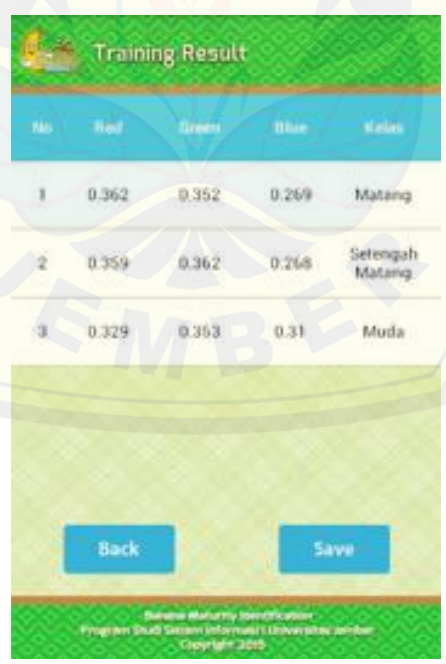 Training Result
No Red Green Blue Kelas
1 0.362 0.352 0.269 Matang
2 0.359 0.362 0.268 Setengah
Matang
3 0.329 0.353 0.31 Muda
EMBER
Back Save
Banana Maturity Identification
Program Studi Sistem Informasi Universitas Jember
Copyright 2015